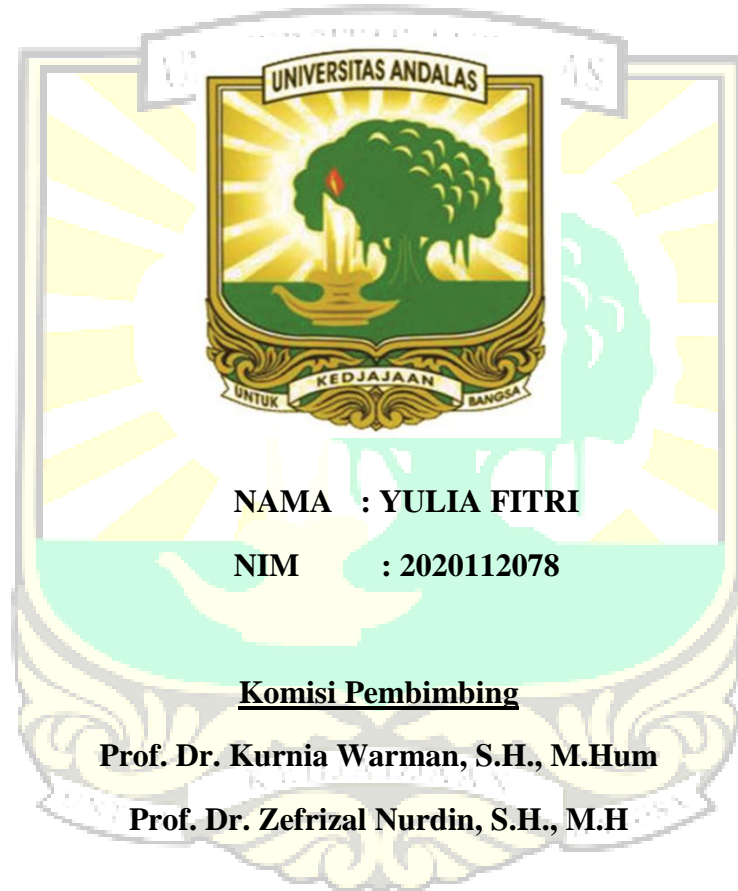 UNIVERSITAS ANDALAS
UNTUK KEDJAJAAN BANGSA
NAMA : YULIA FITRI
NIM : 2020112078
Komisi Pembimbing
Prof. Dr. Kurnia Warman, S.H., M.Hum
Prof. Dr. Zefrizal Nurdin, S.H., M.H